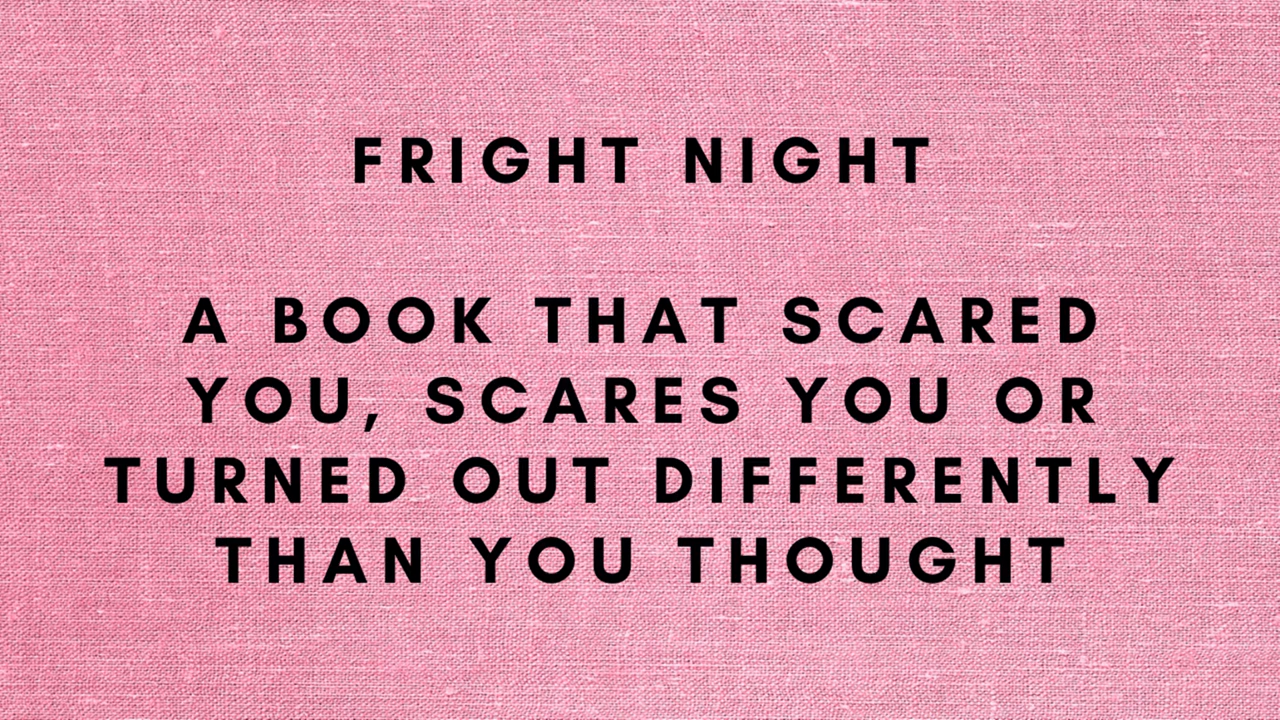 FRIGHT NIGHT
A BOOK THAT SCARED
YOU, SCARES YOU OR
TURNED OUT DIFFERENTLY
THAN YOU THOUGHT